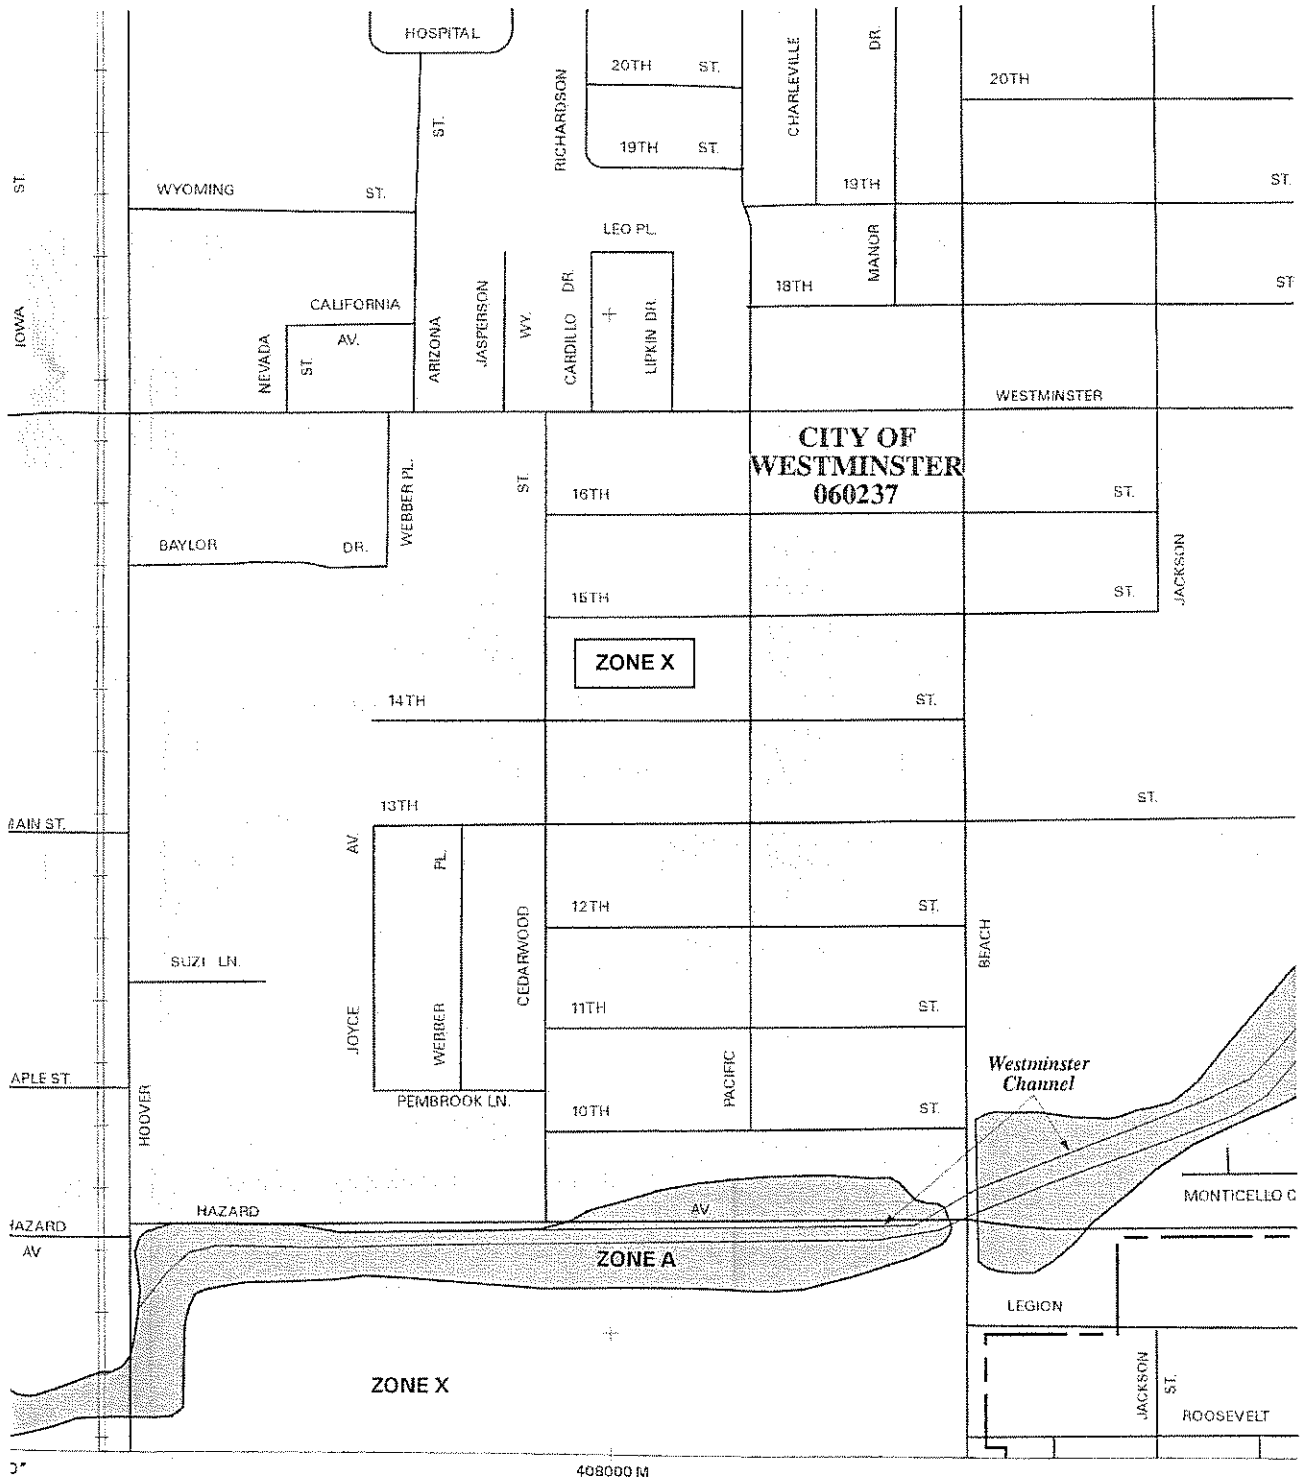 HOSPITAL
20TH ST.
RICHARDSON
CHARLEVILLE
DR.
20TH
ST.
19TH ST.
ST.
WYOMING ST.
19TH
ST.
LEO PL.
MANOR
18TH
ST
IOWA
CALIFORNIA
AV.
NEVADA
ST.
ARIZONA
JASPERSON
WY.
CARDILLO DR.
LIPKIN DR.
WESTMINSTER
CITY OF
WESTMINSTER
060237
WEBBER PL.
ST.
16TH
ST.
BAYLOR DR.
JACKSON
15TH
ST.
ZONE X
14TH
ST.
13TH
ST.
AIN ST.
AV.
PL.
12TH
ST.
SUZI LN.
CEDARWOOD
BEACH
11TH
ST.
JOYCE
WEBBER
Westminster
Channel
APLE ST.
HOOVER
PEMBROOK LN.
PACIFIC
10TH
ST.
MONTICELLO C
HAZARD
AV.
HAZARD
AV
ZONE A
LEGION
ZONE X
JACKSON
ST.
ROOSEVELT
0"
408000 M